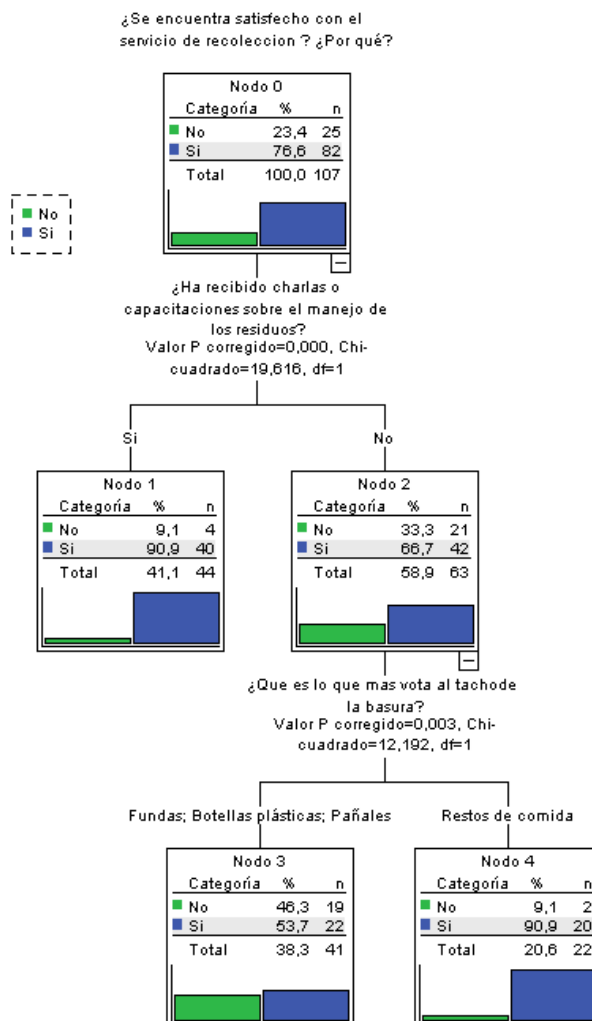 ¿Se encuentra satisfecho con el
servicio de recoleccion ? ¿Por qué?
Nodo 0
Categoría % n
No 23,4 25
Si 76,6 82
Total 100,0 107
No
Si
¿Ha recibido charlas o
capacitaciones sobre el manejo de
los residuos?
Valor P corregido=0,000, Chi-
cuadrado=19,616, df=1
Si
No
Nodo 1
Categoría % n
No 9,1 4
Si 90,9 40
Total 41,1 44
Nodo 2
Categoría % n
No 33,3 21
Si 66,7 42
Total 58,9 63
¿Que es lo que mas vota al tachode
la basura?
Valor P corregido=0,003, Chi-
cuadrado=12,192, df=1
Fundas; Botellas plásticas; Pañales
Restos de comida
Nodo 3
Categoría % n
No 46,3 19
Si 53,7 22
Total 38,3 41
Nodo 4
Categoría % n
No 9,1 2
Si 90,9 20
Total 20,6 22